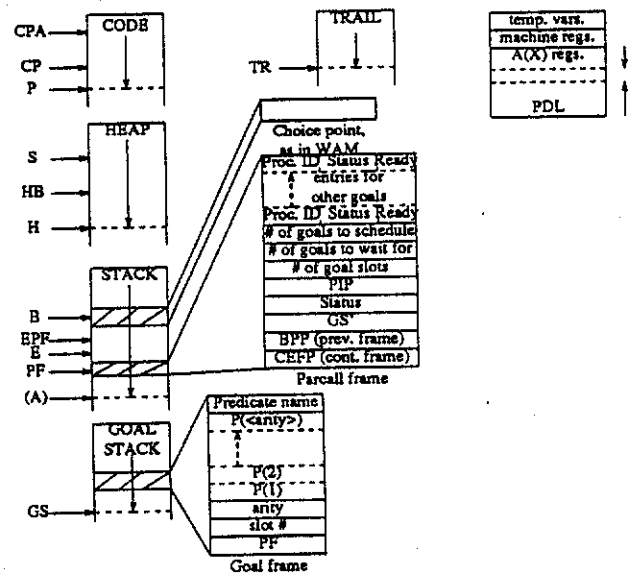 CPA
CODE
CP
P
TRAIL
TR
temp. vars.
machine regs.
A(X) regs.
PDL
HEAP
S
HB
H
Choice point,
as in WAM
Proc. ID Status Ready
entries for
other goals
Proc. ID Status Ready
# of goals to schedule
# of goals to wait for
# of goal slots
PIP
Status
GS'
BPP (prev. frame)
CEFP (cont. frame)
Parcall frame
STACK
B
EPF
E
PF
(A)
GOAL
STACK
GS
Predicate name
P(<arity>)
P(2)
P(1)
arity
slot #
PF
Goal frame